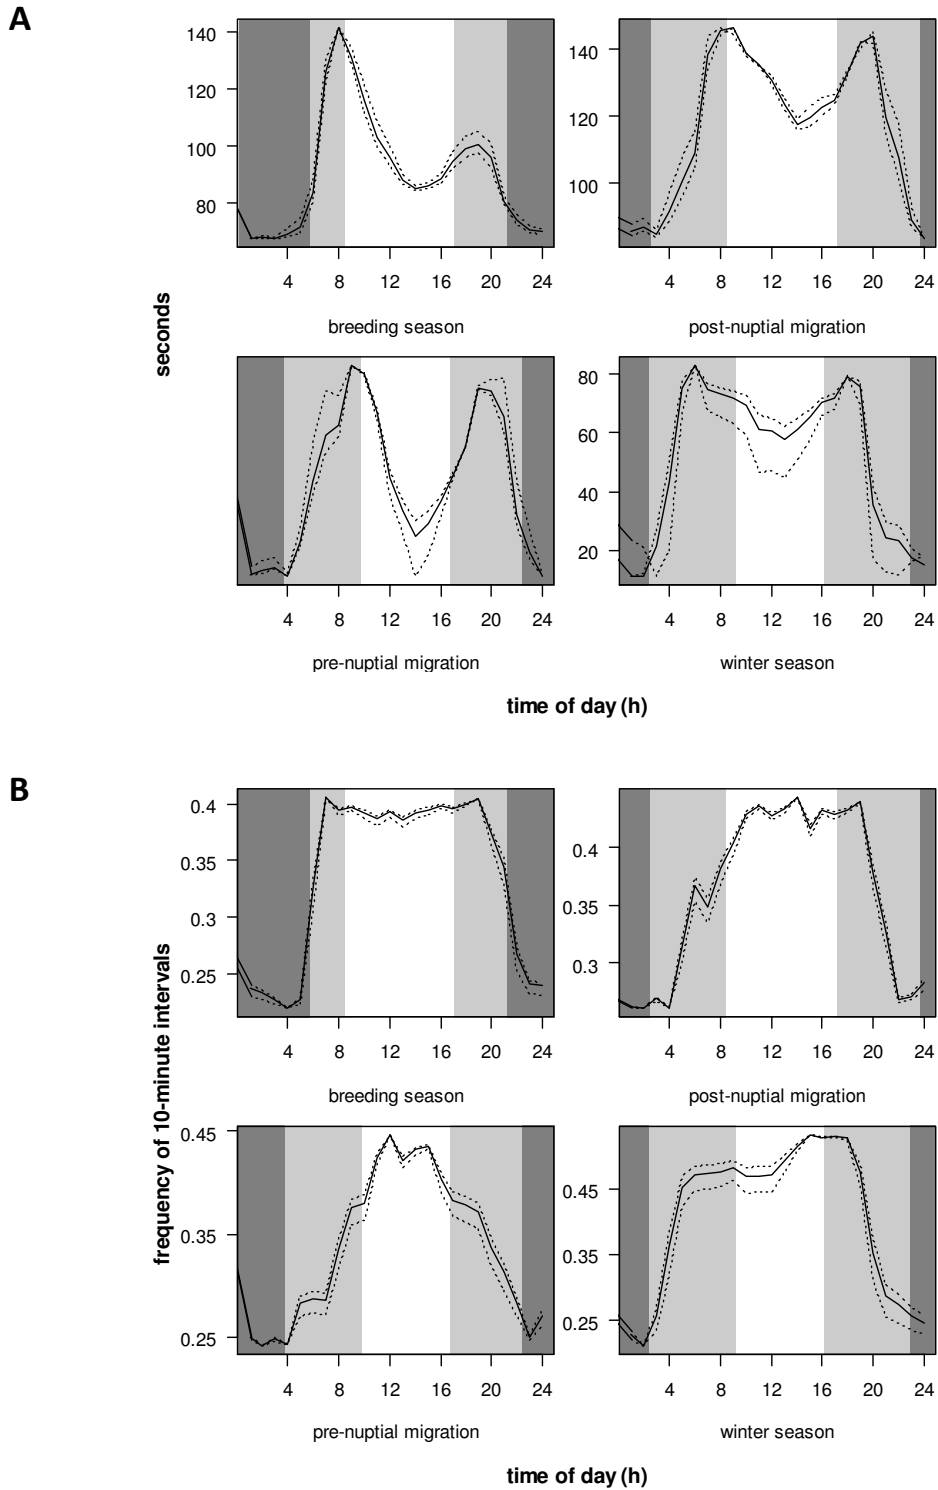 A
140
120
100
80
140
120
100
4 8 12 16 20 24
4 8 12 16 20 24
breeding season
post-nuptial migration
seconds
80
60
40
20
4 8 12 16 20 24
4 8 12 16 20 24
pre-nuptial migration
winter season
time of day (h)
B
0.4
0.35
0.3
0.25
0.4
0.35
0.3
4 8 12 16 20 24
4 8 12 16 20 24
breeding season
post-nuptial migration
frequency of 10-minute intervals
0.45
0.35
0.25
0.45
0.35
0.25
4 8 12 16 20 24
4 8 12 16 20 24
pre-nuptial migration
winter season
time of day (h)